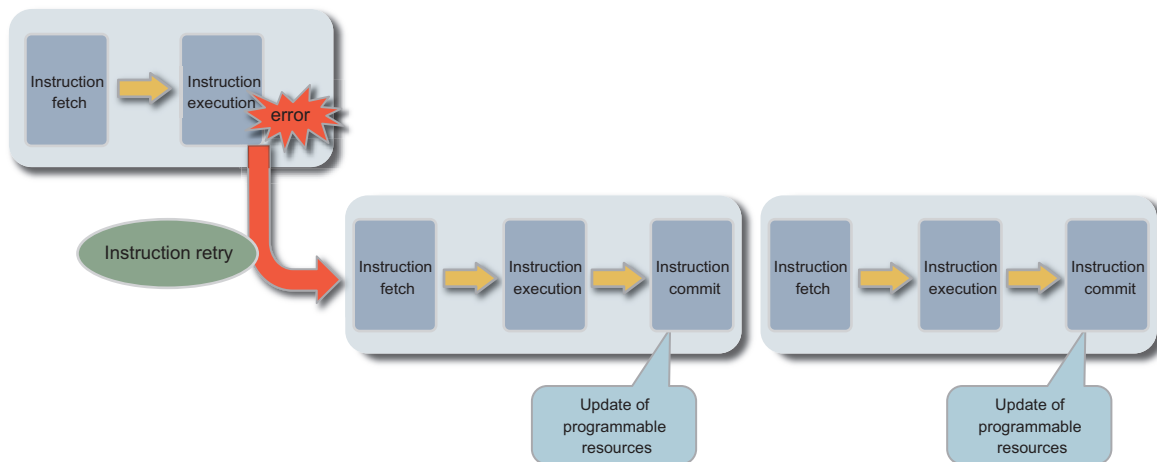 Instruction
fetch
Instruction
execution
error
Instruction retry
Instruction
fetch
Instruction
execution
Instruction
commit
Instruction
fetch
Instruction
execution
Instruction
commit
Update of
programmable
resources
Update of
programmable
resources